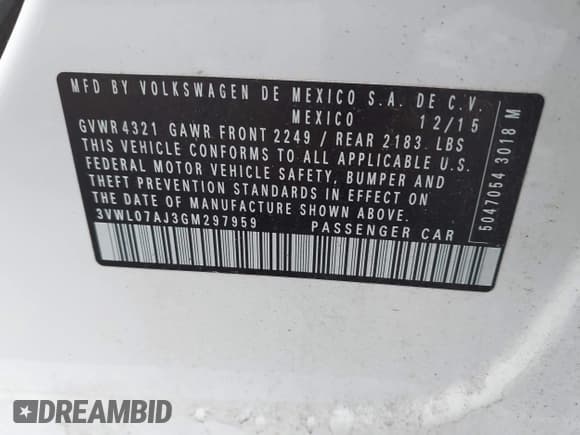 MFD BY VOLKSWAGEN DE MEXICO S.A. DE C.V.
MEXICO 12/15
GVWR 4321 GAWR FRONT 2249 / REAR 2183. LBS
THIS VEHICLE CONFORMS TO ALL APPLICABLE U.S.
FEDERAL MOTOR VEHICLE SAFETY, BUMPER AND
THEFT PREVENTION STANDARDS IN EFFECT ON
THE DATE OF MANUFACTURE SHOWN ABOVE.
3VWL07AJ3GM297959 PASSENGER CAR
5047054 3018 M
DREAMBID